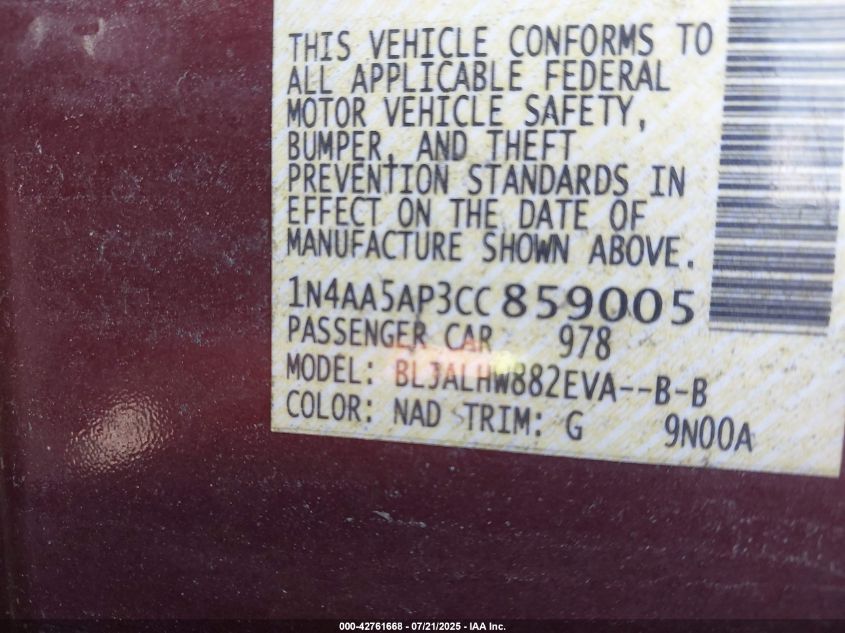 THIS VEHICLE CONFORMS TO
ALL APPLICABLE FEDERAL
MOTOR VEHICLE SAFETY,
BUMPER, AND THEFT
PREVENTION STANDARDS IN
EFFECT ON THE DATE OF
MANUFACTURE SHOWN ABOVE.
1N4AA5AP3CC859005
PASSENGER CAR 978
MODEL: BLJALHW882EVA--B-B
COLOR: NAD TRIM: G 9N00A
000-42761668 - 07/21/2025 - IAA Inc.